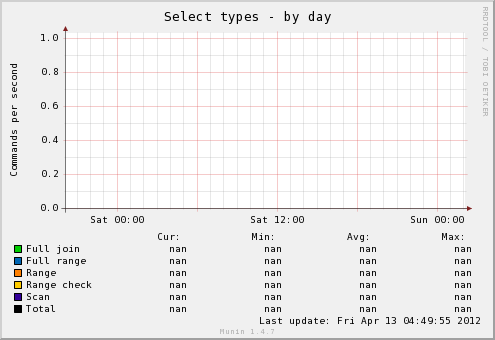 Select types - by day
RRDTOOL / TOBI OETIKER
Commands per second
1.0
0.8
0.6
0.4
0.2
0.0
Sat 00:00 Sat 12:00 Sun 00:00
Cur: Min: Avg: Max:
Full join nan nan nan nan
Full range nan nan nan nan
Range nan nan nan nan
Range check nan nan nan nan
Scan nan nan nan nan
Total nan nan nan nan
Last update: Fri Apr 13 04:49:55 2012
Munin 1.4.7